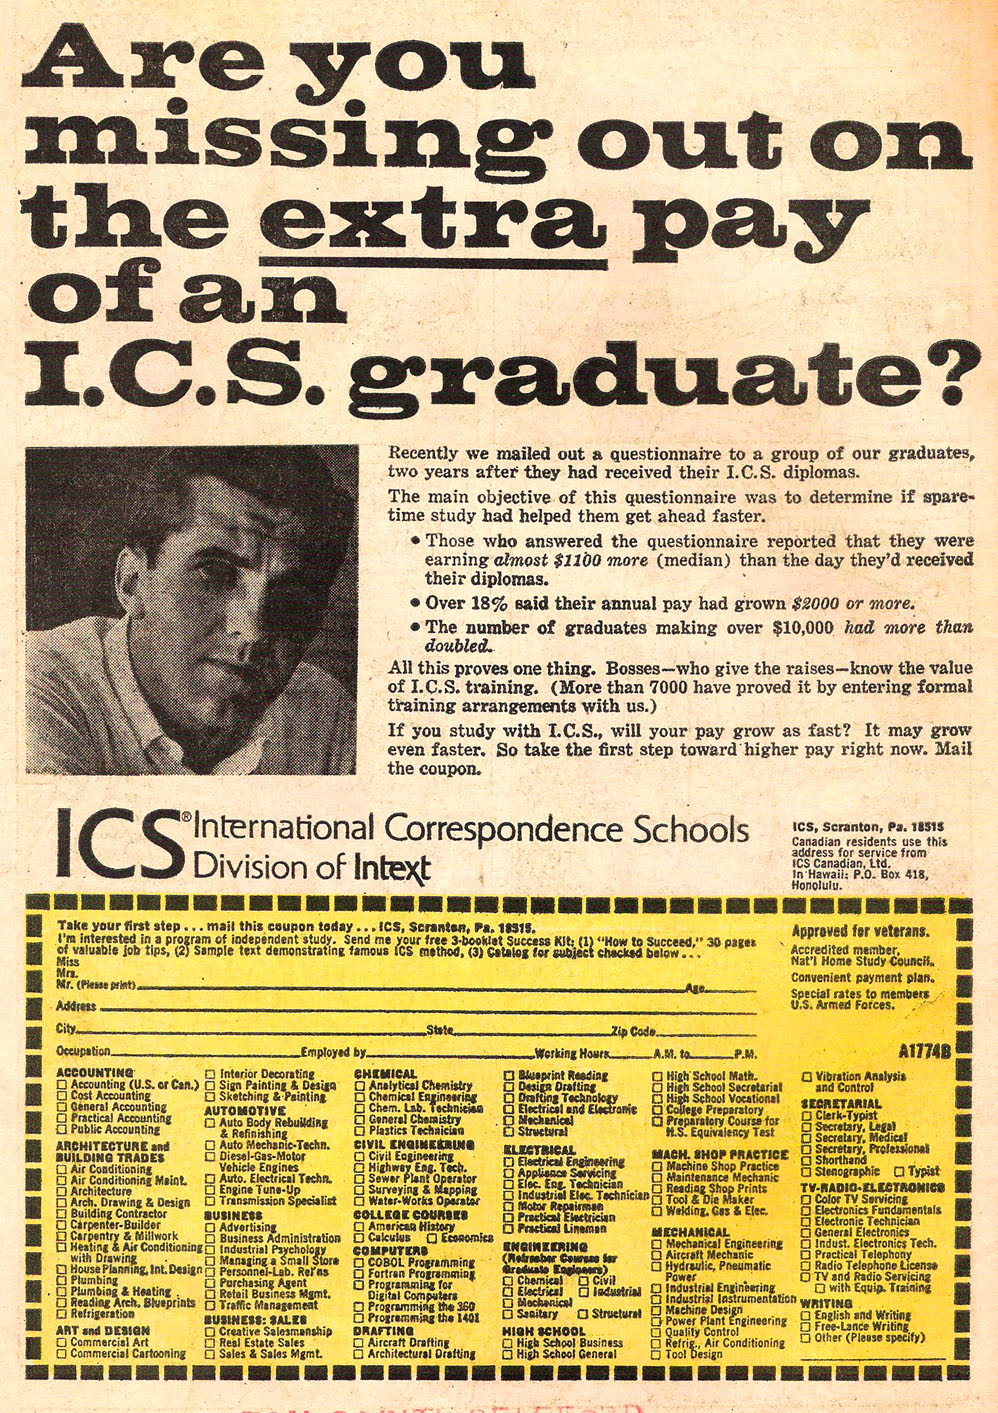 Are you
missing out on
the extra pay
of an
I.C.S. graduate?
Recently we mailed out a questionnaire to a group of our graduates,
two years after they had received their I.C.S. diplomas.
The main objective of this questionnaire was to determine if spare-
time study had helped them get ahead faster.
• Those who answered the questionnaire reported that they were
earning almost $1100 more (median) than the day they'd received
their diplomas.
• Over 18% said their annual pay had grown $2000 or more.
• The number of graduates making over $10,000 had more than
doubled.
All this proves one thing. Bosses—who give the raises—know the value
of I.C.S. training. (More than 7000 have proved it by entering formal
training arrangements with us.)
If you study with I.C.S., will your pay grow as fast? It may grow
even faster. So take the first step toward higher pay right now. Mail
the coupon.
ICS® International Correspondence Schools
Division of Intext
ICS, Scranton, Pa. 18515
Canadian residents use this
address for service from
ICS Canadian, Ltd.
In Hawaii: P.O. Box 418,
Honolulu.
Take your first step ... mail this coupon today ... ICS, Scranton, Pa. 18515.
I'm interested in a program of independent study. Send me your free 3-booklet Success Kit: (1) "How to Succeed," 30 pages
of valuable job tips, (2) Sample text demonstrating famous ICS method, (3) Catalog for subject checked below ...
Miss
Mrs.
Mr. (Please print) Age
Address
City State Zip Code
Occupation Employed by Working Hours A.M. to P.M.
Approved for veterans.
Accredited member,
Nat'l Home Study Council.
Convenient payment plan.
Special rates to members
U.S. Armed Forces.
A1774B
ACCOUNTING
☐ Accounting (U.S. or Can.)
☐ Cost Accounting
☐ General Accounting
☐ Practical Accounting
☐ Public Accounting
ARCHITECTURE and
BUILDING TRADES
☐ Air Conditioning
☐ Air Conditioning Maint.
☐ Architecture
☐ Arch. Drawing & Design
☐ Building Contractor
☐ Carpenter-Builder
☐ Carpentry & Millwork
☐ Heating & Air Conditioning
with Drawing
☐ House Planning, Int. Design
☐ Plumbing
☐ Plumbing & Heating
☐ Reading Arch. Blueprints
☐ Refrigeration
ART and DESIGN
☐ Commercial Art
☐ Commercial Cartooning
☐ Interior Decorating
☐ Sign Painting & Design
☐ Sketching & Painting
AUTOMOTIVE
☐ Auto Body Rebuilding
& Refinishing
☐ Auto Mechanic-Techn.
☐ Diesel-Gas-Motor
Vehicle Engines
☐ Auto. Electrical Techn.
☐ Engine Tune-Up
☐ Transmission Specialist
BUSINESS
☐ Advertising
☐ Business Administration
☐ Industrial Psychology
☐ Managing a Small Store
☐ Personnel-Lab. Rel'ns
☐ Purchasing Agent
☐ Retail Business Mgmt.
☐ Traffic Management
BUSINESS: SALES
☐ Creative Salesmanship
☐ Real Estate Sales
☐ Sales & Sales Mgmt.
CHEMICAL
☐ Analytical Chemistry
☐ Chemical Engineering
☐ Chem. Lab. Technician
☐ General Chemistry
☐ Plastics Technician
CIVIL ENGINEERING
☐ Civil Engineering
☐ Highway Eng. Tech.
☐ Sewer Plant Operator
☐ Surveying & Mapping
☐ Water-Works Operator
COLLEGE COURSES
☐ American History
☐ Calculus ☐ Economics
COMPUTERS
☐ COBOL Programming
☐ Fortran Programming
☐ Programming for
Digital Computers
☐ Programming the 360
☐ Programming the 1401
DRAFTING
☐ Aircraft Drafting
☐ Architectural Drafting
☐ Blueprint Reading
☐ Design Drafting
☐ Drafting Technology
☐ Electrical and Electronic
☐ Mechanical
☐ Structural
ELECTRICAL
☐ Electrical Engineering
☐ Appliance Servicing
☐ Elec. Eng. Technician
☐ Industrial Elec. Technician
☐ Motor Repairman
☐ Practical Electrician
☐ Practical Lineman
ENGINEERING
(Refresher Courses for
Graduate Engineers)
☐ Chemical ☐ Civil
☐ Electrical ☐ Industrial
☐ Mechanical
☐ Sanitary ☐ Structural
HIGH SCHOOL
☐ High School Business
☐ High School General
☐ High School Math.
☐ High School Secretarial
☐ High School Vocational
☐ College Preparatory
☐ Preparatory Course for
H.S. Equivalency Test
MACH. SHOP PRACTICE
☐ Machine Shop Practice
☐ Maintenance Mechanic
☐ Reading Shop Prints
☐ Tool & Die Maker
☐ Welding, Gas & Elec.
MECHANICAL
☐ Mechanical Engineering
☐ Aircraft Mechanic
☐ Hydraulic, Pneumatic
Power
☐ Industrial Engineering
☐ Industrial Instrumentation
☐ Machine Design
☐ Power Plant Engineering
☐ Quality Control
☐ Refrig., Air Conditioning
☐ Tool Design
☐ Vibration Analysis
and Control
SECRETARIAL
☐ Clerk-Typist
☐ Secretary, Legal
☐ Secretary, Medical
☐ Secretary, Professional
☐ Shorthand
☐ Stenographic ☐ Typist
TV-RADIO-ELECTRONICS
☐ Color TV Servicing
☐ Electronics Fundamentals
☐ Electronic Technician
☐ General Electronics
☐ Indust. Electronics Tech.
☐ Practical Telephony
☐ Radio Telephone License
☐ TV and Radio Servicing
☐ with Equip. Training
WRITING
☐ English and Writing
☐ Free-Lance Writing
☐ Other (Please specify)